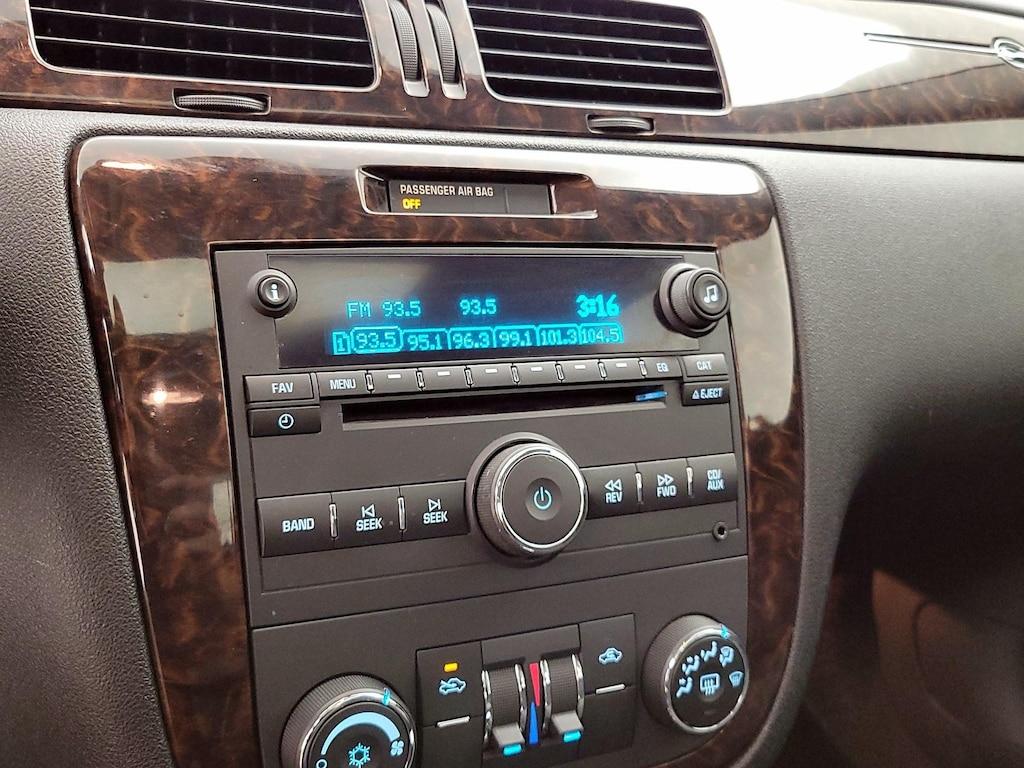 PASSENGER AIR BAG
OFF
FM 93.5 93.5 3:16
1 93.5 95.1 96.3 99.1 101.3 104.5
FAV MENU EQ CAT
EJECT
BAND SEEK SEEK REV FWD CD/
AUX